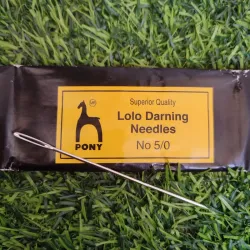 Superior Quality
Lolo Darning
Needles
No 5/0
PONY